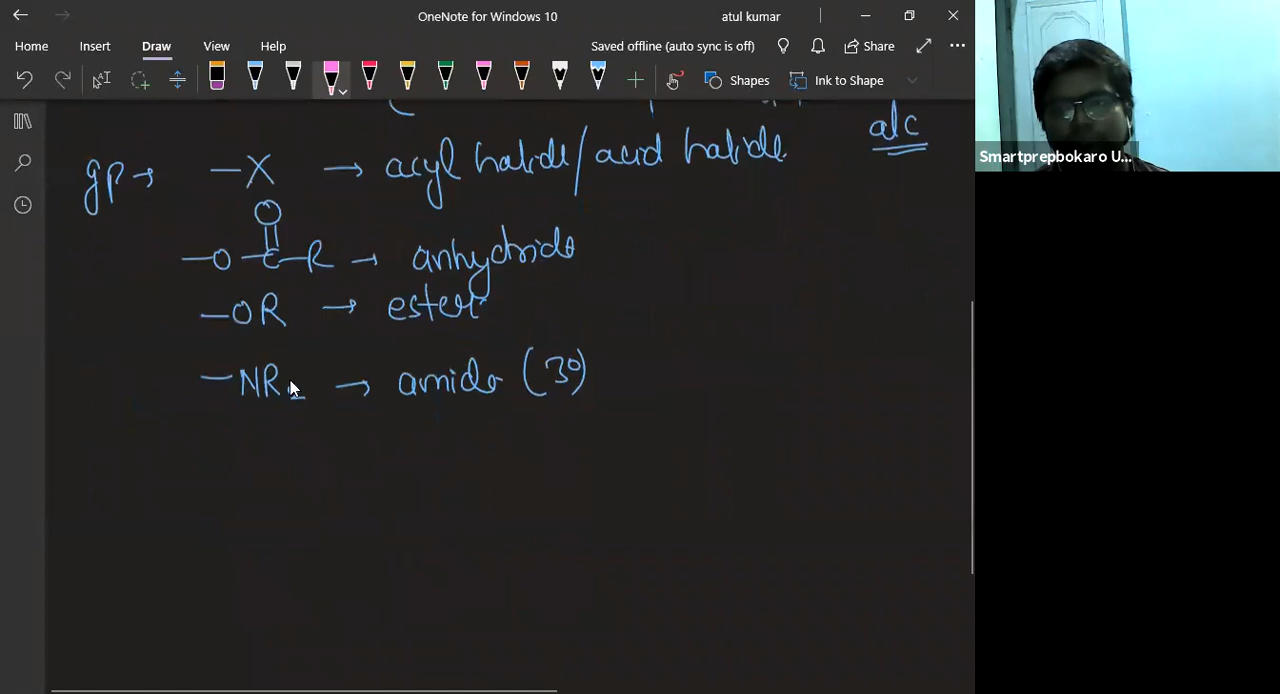 OneNote for Windows 10
atul kumar
Home Insert Draw View Help
Saved offline (auto sync is off)
Share
Shapes
Ink to Shape
alc
gp → —X → acyl halide/acid halide
O
—O—C—R → anhydride
—OR → ester
—NR2 → amide (3°)
Smartprepbokaro U...